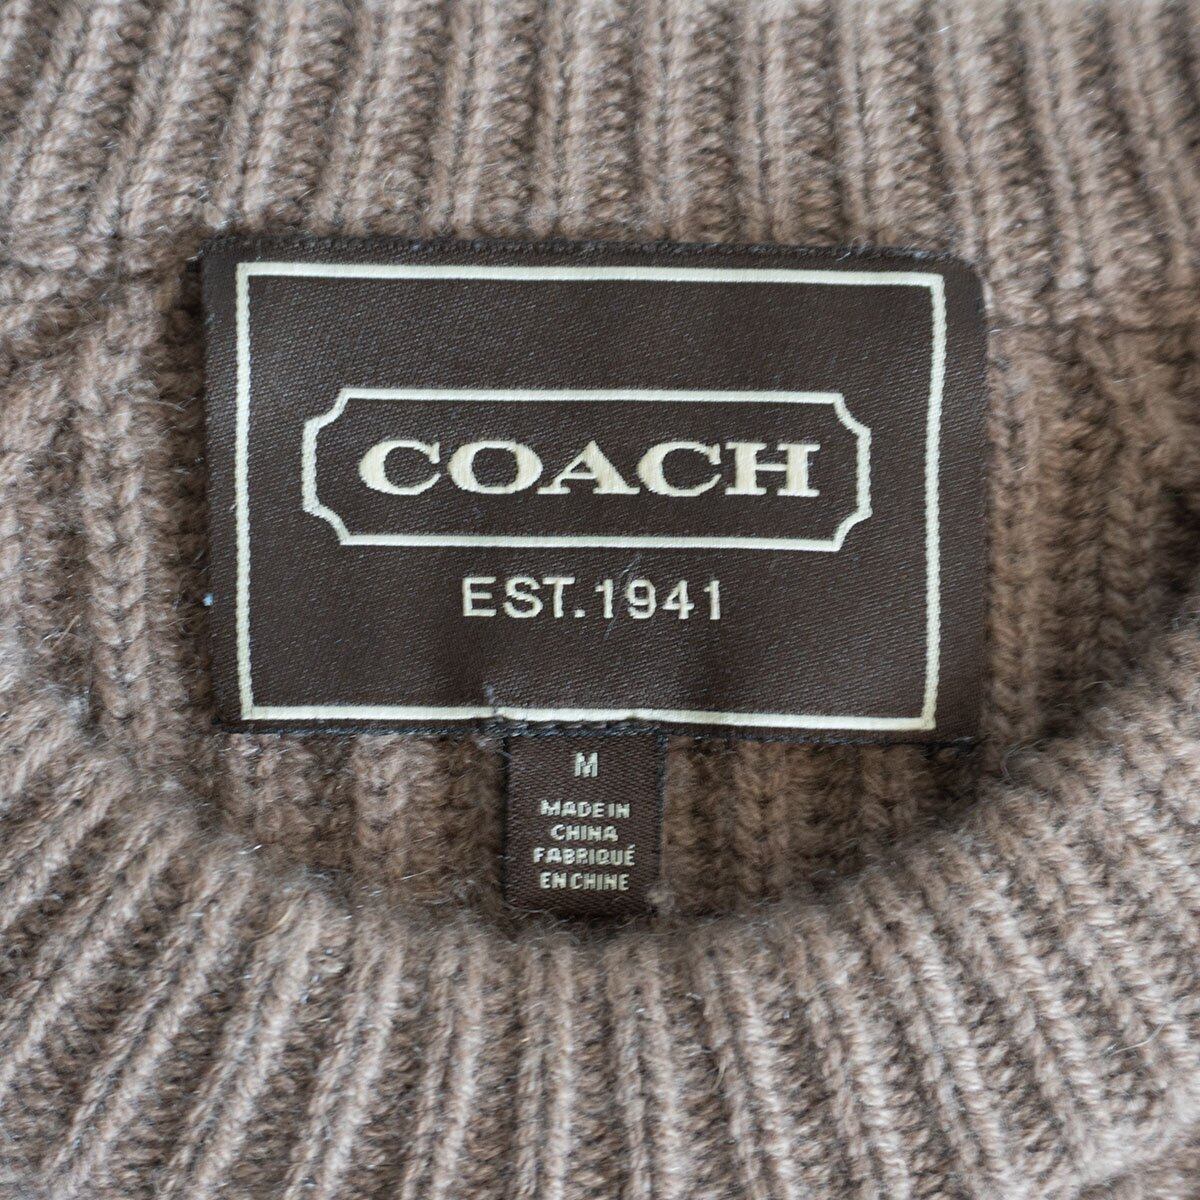 COACH
EST.1941
M
MADE IN
CHINA
FABRIQUÉ
EN CHINE